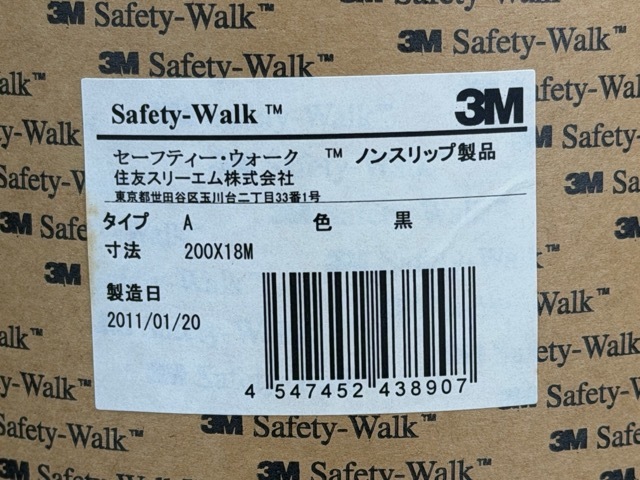 3M Safety-Walk™
3M Safety-Walk™
Safety-Walk ™ 3M
セーフティー・ウォーク ™ ノンスリップ製品
住友スリーエム株式会社
東京都世田谷区玉川台二丁目33番1号
タイプ A 色 黒
寸法 200X18M
製造日
2011/01/20
4 547452 438907
3M Safety-Walk™
3M Safety-Walk™